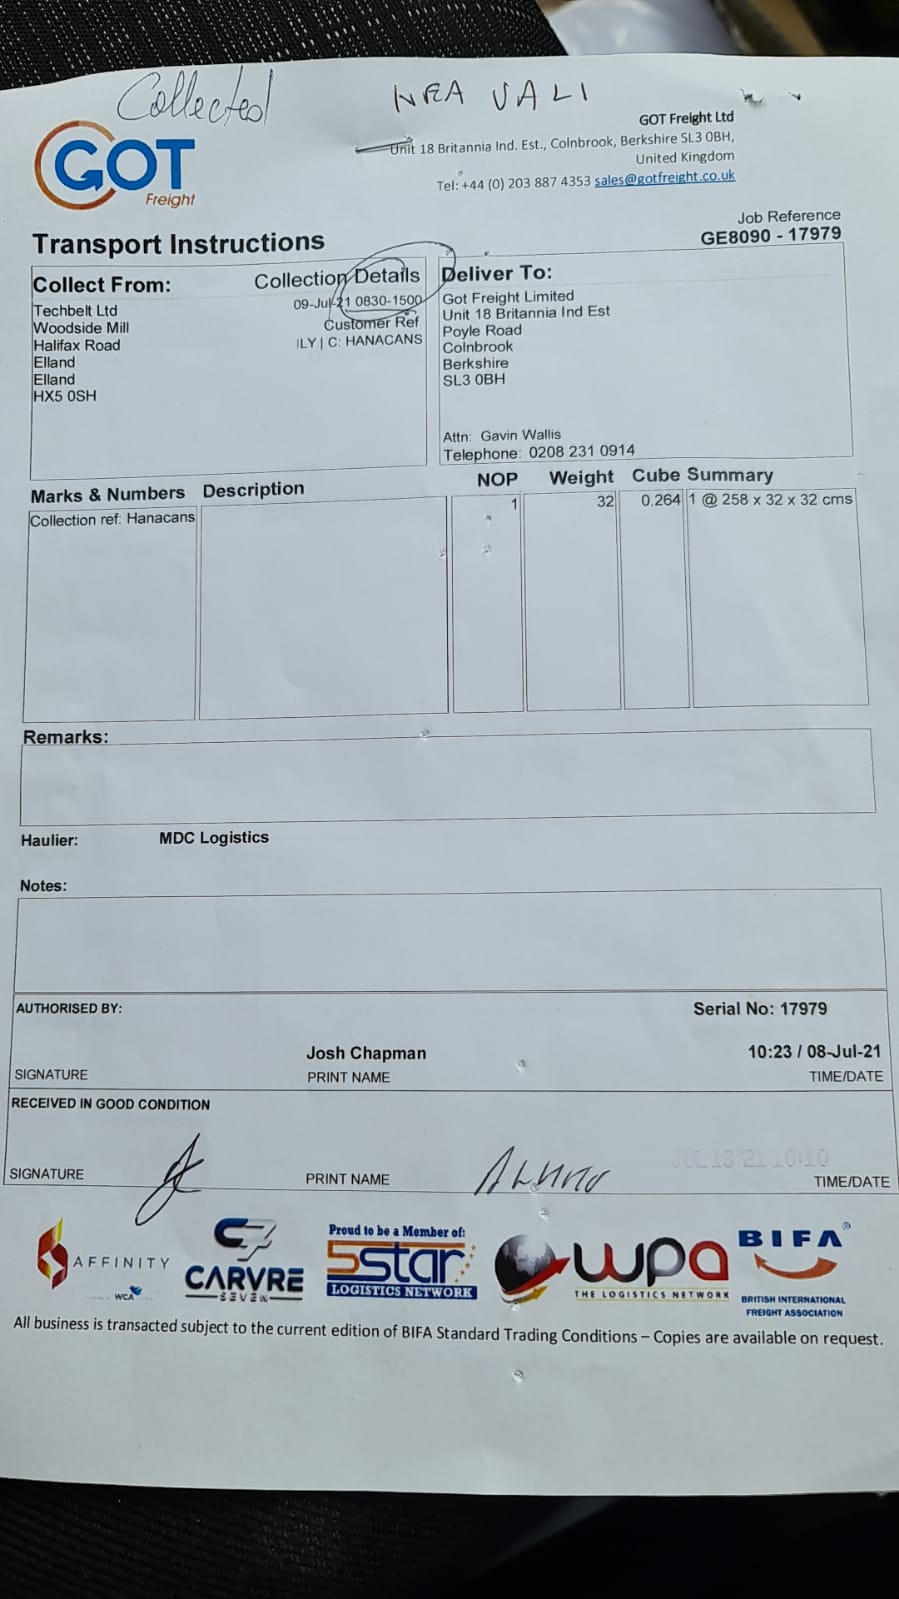 Collected
GOT
Freight
GOT Freight Ltd
Unit 18 Britannia Ind. Est., Colnbrook, Berkshire SL3 0BH,
United Kingdom
Tel: +44 (0) 203 887 4353 sales@gotfreight.co.uk
Job Reference
GE8090 - 17979
Transport Instructions
Collect From:
Techbelt Ltd
Woodside Mill
Halifax Road
Elland
Elland
HX5 0SH
Collection Details
09-Jul-21 0830-1500
Customer Ref
ILY | C: HANACANS
Deliver To:
Got Freight Limited
Unit 18 Britannia Ind Est
Poyle Road
Colnbrook
Berkshire
SL3 0BH
Attn: Gavin Wallis
Telephone: 0208 231 0914
Marks & Numbers Description NOP Weight Cube Summary
Collection ref: Hanacans 1 32 0.264 1 @ 258 x 32 x 32 cms
Remarks:
Haulier: MDC Logistics
Notes:
AUTHORISED BY: Serial No: 17979
Josh Chapman 10:23 / 08-Jul-21
SIGNATURE PRINT NAME TIME/DATE
RECEIVED IN GOOD CONDITION
JUL 13 '21 10:10
SIGNATURE PRINT NAME TIME/DATE
AFFINITY
WCA
CARVRE
SEVEN
Proud to be a Member of:
5star
LOGISTICS NETWORK
wpa
THE LOGISTICS NETWORK
BIFA
BRITISH INTERNATIONAL
FREIGHT ASSOCIATION
All business is transacted subject to the current edition of BIFA Standard Trading Conditions – Copies are available on request.